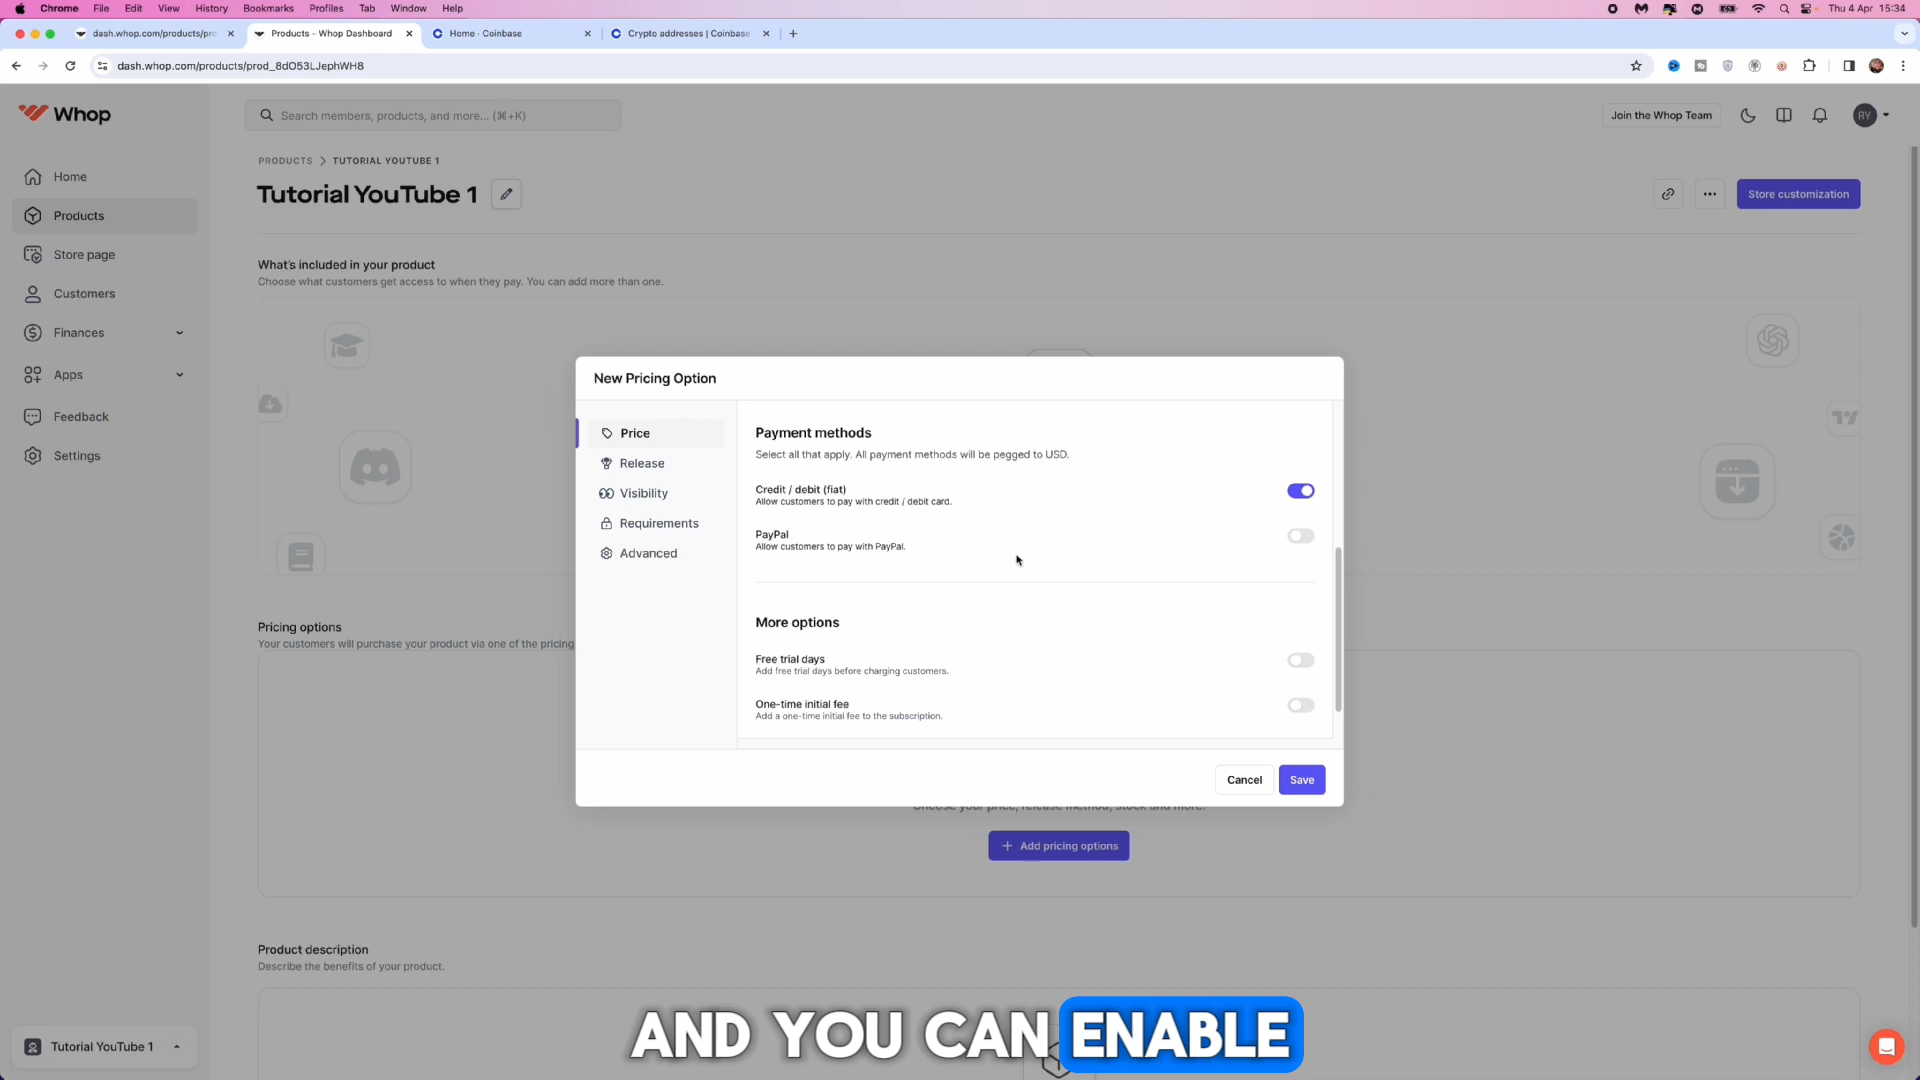 Chrome File Edit View History Bookmarks Profiles Tab Window Help
Thu 4 Apr 15:34
dash.whop.com/products/pro
Products - Whop Dashboard
Home - Coinbase
Crypto addresses | Coinbase
dash.whop.com/products/prod_8dO53LJephWH8
Whop
Search members, products, and more... (⌘+K)
Join the Whop Team
RY
Home
Products
Store page
Customers
Finances
Apps
Feedback
Settings
PRODUCTS > TUTORIAL YOUTUBE 1
Tutorial YouTube 1
Store customization
What's included in your product
Choose what customers get access to when they pay. You can add more than one.
New Pricing Option
Price
Release
Visibility
Requirements
Advanced
Payment methods
Select all that apply. All payment methods will be pegged to USD.
Credit / debit (fiat)
Allow customers to pay with credit / debit card.
PayPal
Allow customers to pay with PayPal.
More options
Free trial days
Add free trial days before charging customers.
One-time initial fee
Add a one-time initial fee to the subscription.
Cancel
Save
Pricing options
Your customers will purchase your product via one of the pricing
Choose your price, release method, stock and more.
+ Add pricing options
Product description
Describe the benefits of your product.
Tutorial YouTube 1
AND YOU CAN ENABLE